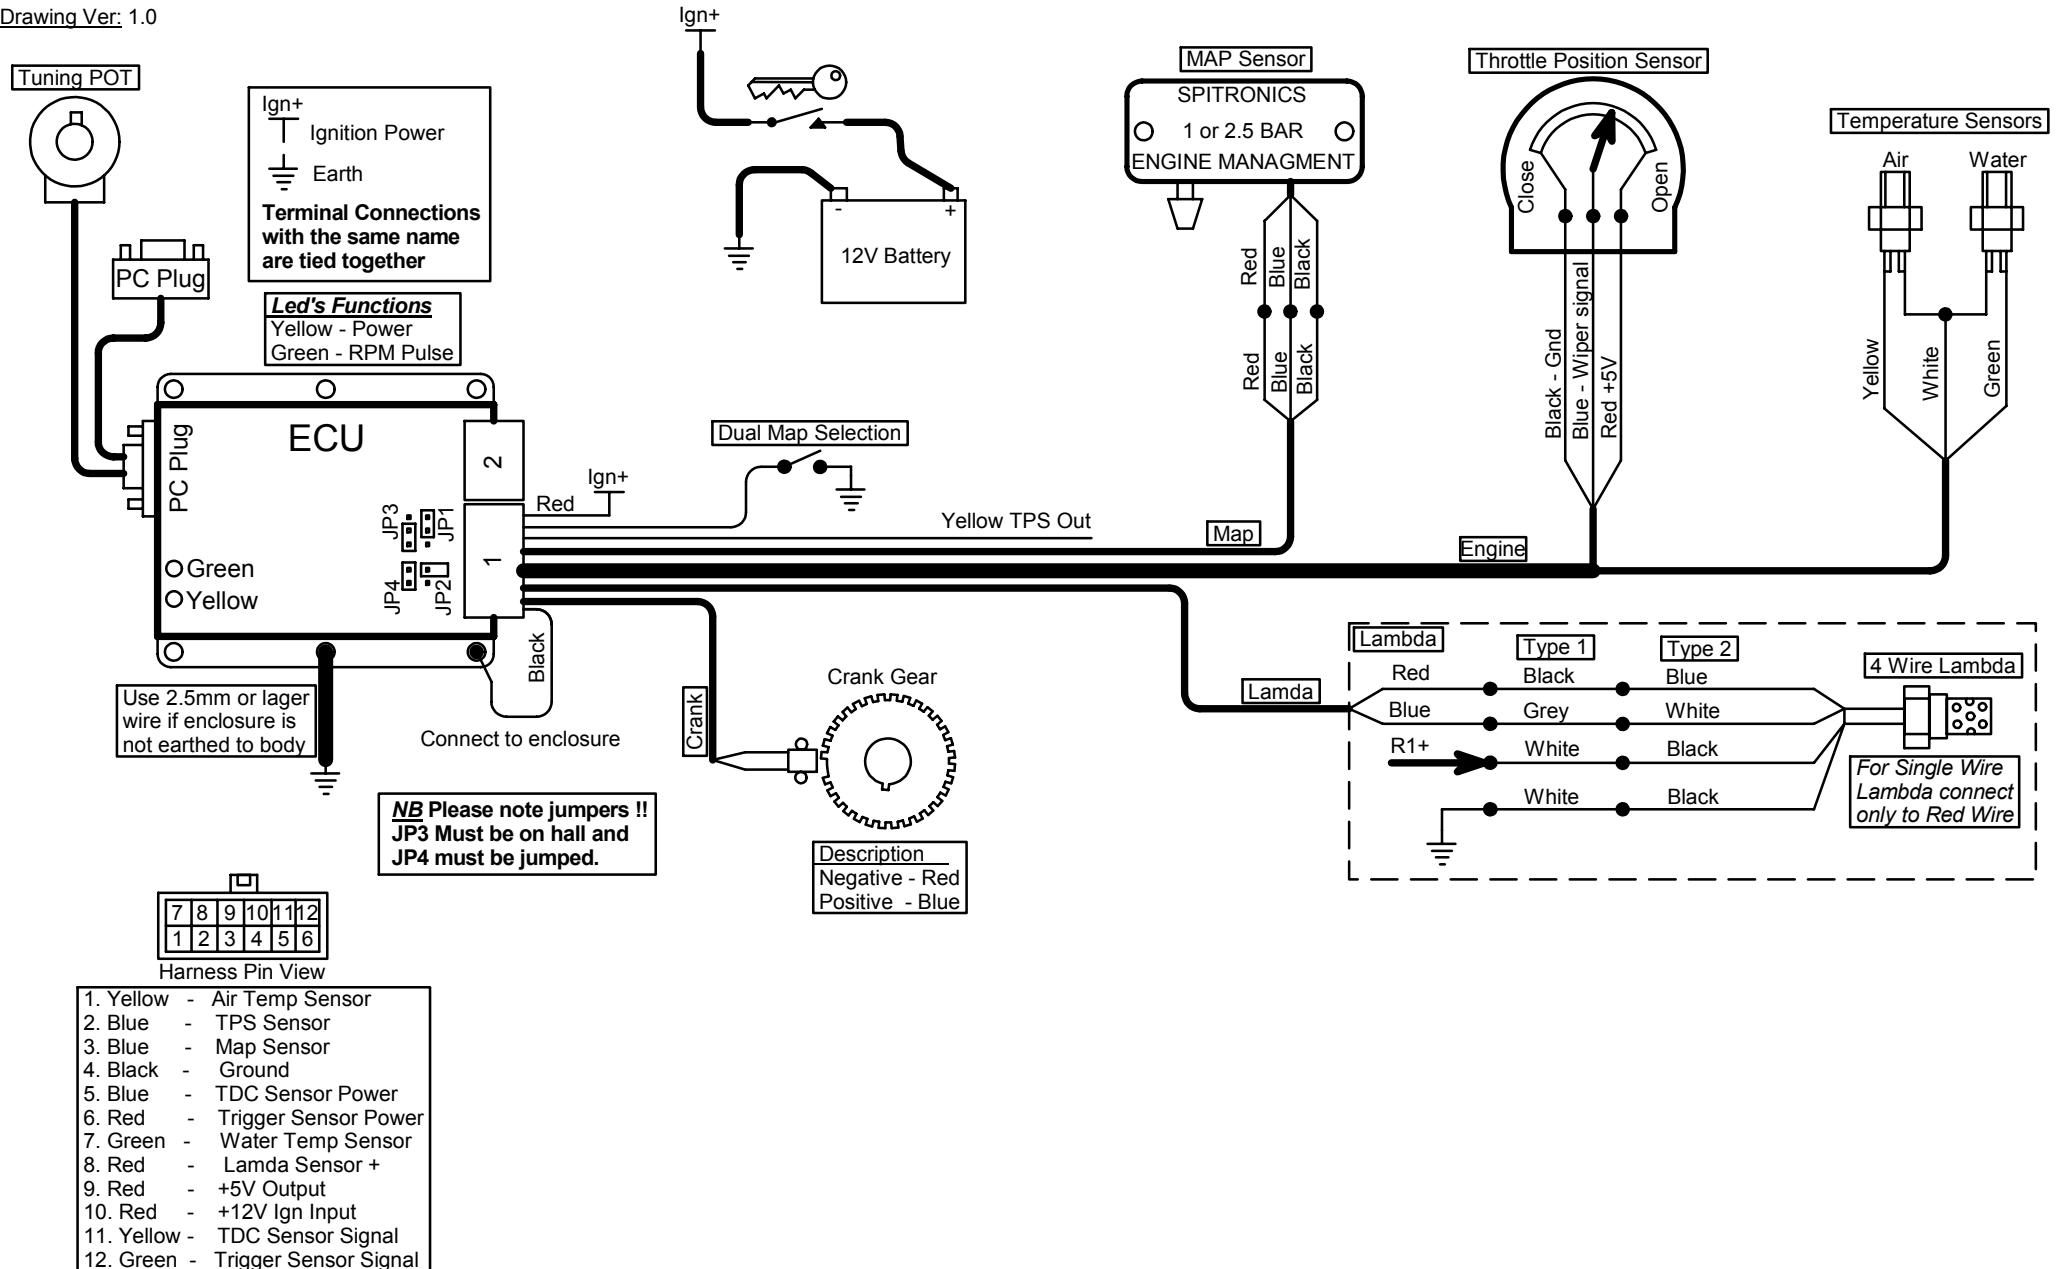 Drawing Ver: 1.0
Tuning POT
PC Plug
Ign+
Ignition Power
Earth
Terminal Connections
with the same name
are tied together
Led's Functions
Yellow - Power
Green - RPM Pulse
Ign+
-
+
12V Battery
MAP Sensor
SPITRONICS
1 or 2.5 BAR
ENGINE MANAGMENT
Red
Blue
Black
Red
Blue
Black
Throttle Position Sensor
Close
Open
Black - Gnd
Blue - Wiper signal
Red +5V
Temperature Sensors
Air
Water
Yellow
White
Green
ECU
PC Plug
2
1
JP3
JP1
JP4
JP2
Green
Yellow
Dual Map Selection
Red
Ign+
Yellow TPS Out
Map
Engine
Black
Connect to enclosure
Use 2.5mm or lager
wire if enclosure is
not earthed to body
NB Please note jumpers !!
JP3 Must be on hall and
JP4 must be jumped.
Crank
Crank Gear
Description
Negative - Red
Positive - Blue
Lamda
Lambda
Type 1
Type 2
4 Wire Lambda
Red
Black
Blue
Blue
Grey
White
R1+
White
Black
White
Black
For Single Wire
Lambda connect
only to Red Wire
7 8 9 10 11 12
1 2 3 4 5 6
Harness Pin View
1. Yellow - Air Temp Sensor
2. Blue - TPS Sensor
3. Blue - Map Sensor
4. Black - Ground
5. Blue - TDC Sensor Power
6. Red - Trigger Sensor Power
7. Green - Water Temp Sensor
8. Red - Lamda Sensor +
9. Red - +5V Output
10. Red - +12V Ign Input
11. Yellow - TDC Sensor Signal
12. Green - Trigger Sensor Signal